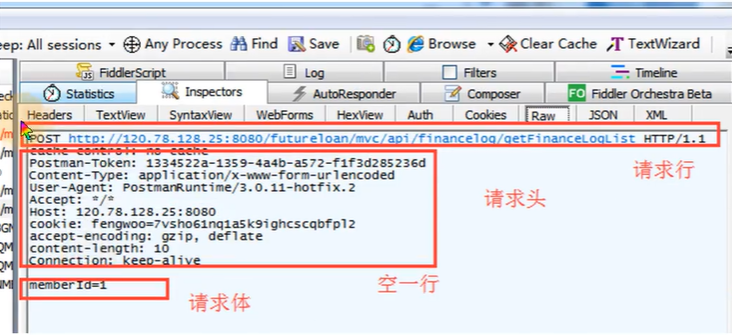 eep: All sessions Any Process Find Save Browse Clear Cache TextWizard
FiddlerScript Log Filters Timeline
Statistics Inspectors AutoResponder Composer FO Fiddler Orchestra Beta
Headers TextView SyntaxView WebForms HexView Auth Cookies Raw JSON XML
POST http://120.78.128.25:8080/futureloan/mvc/api/financelog/getFinanceLogList HTTP/1.1
cache-control: no-cache
请求行
Postman-Token: 1334522a-1359-4a4b-a572-f1f3d285236d
Content-Type: application/x-www-form-urlencoded
User-Agent: PostmanRuntime/3.0.11-hotfix.2
Accept: */*
请求头
Host: 120.78.128.25:8080
cookie: fengwoo=7vsho61nq1a5k9ighcscqbfpl2
accept-encoding: gzip, deflate
content-length: 10
Connection: keep-alive
空一行
memberId=1
请求体